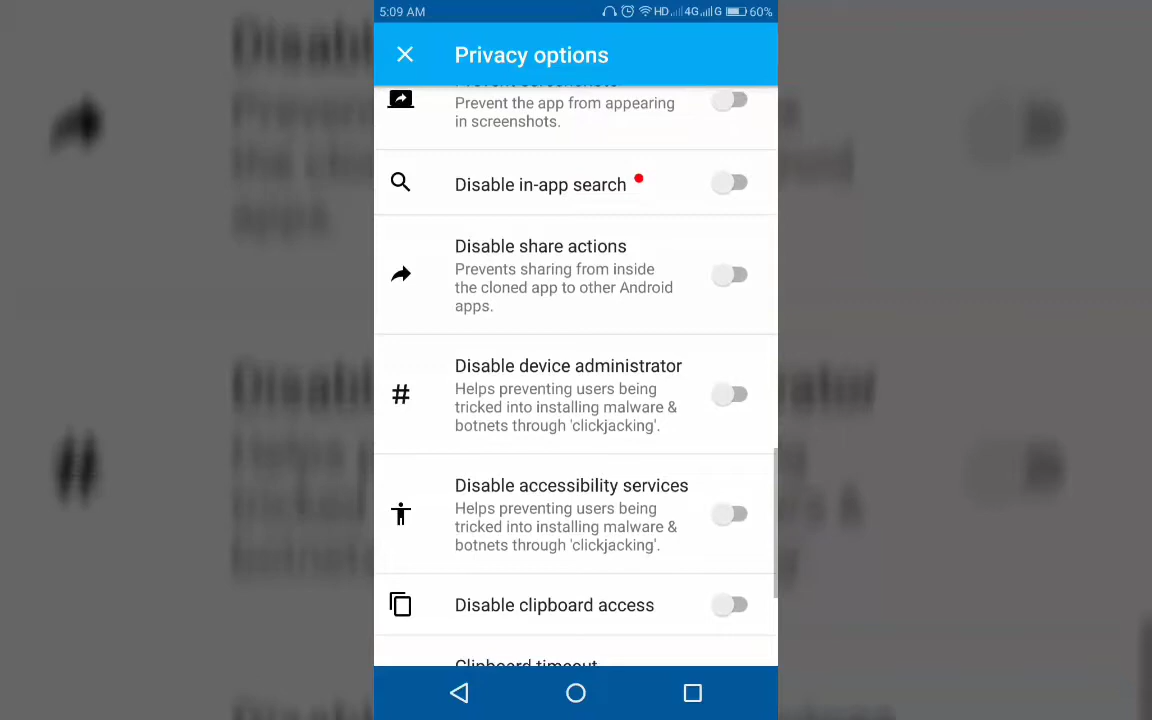 5:09 AM HD 4G G 60%
Privacy options
Prevent screenshots
Prevent the app from appearing
in screenshots.
Disable in-app search
Disable share actions
Prevents sharing from inside
the cloned app to other Android
apps.
Disable device administrator
Helps preventing users being
tricked into installing malware &
botnets through 'clickjacking'.
Disable accessibility services
Helps preventing users being
tricked into installing malware &
botnets through 'clickjacking'.
Disable clipboard access
Clipboard timeout